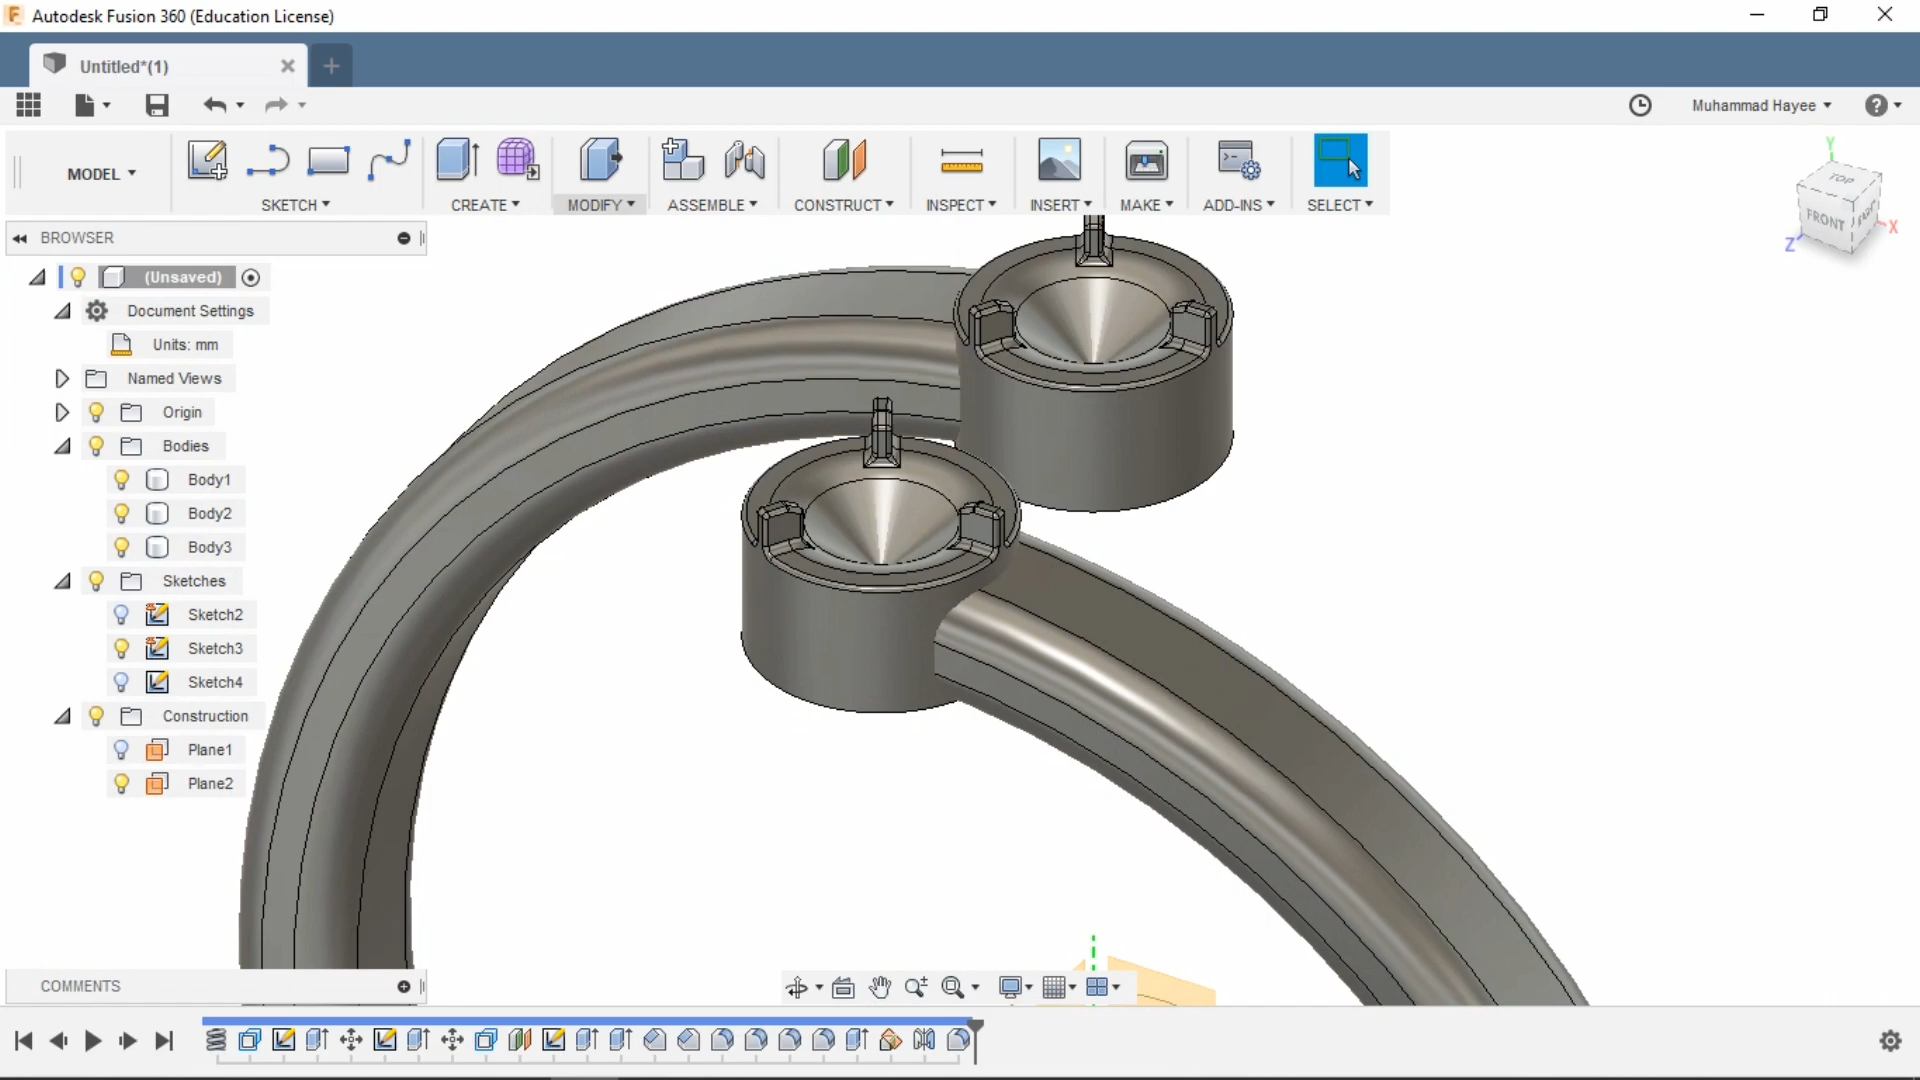 Autodesk Fusion 360 (Education License)
Untitled*(1)
Muhammad Hayee
MODEL
SKETCH
CREATE
MODIFY
ASSEMBLE
CONSTRUCT
INSPECT
INSERT
MAKE
ADD-INS
SELECT
Y
TOP
FRONT
X
Z
BROWSER
(Unsaved)
Document Settings
Units: mm
Named Views
Origin
Bodies
Body1
Body2
Body3
Sketches
Sketch2
Sketch3
Sketch4
Construction
Plane1
Plane2
COMMENTS